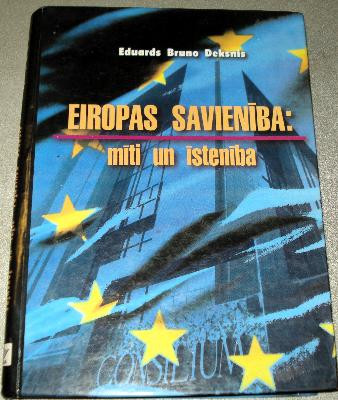 Eduards Bruno Deksnis
EIROPAS SAVIENĪBA:
mīti un īstenība
CONSILIUM